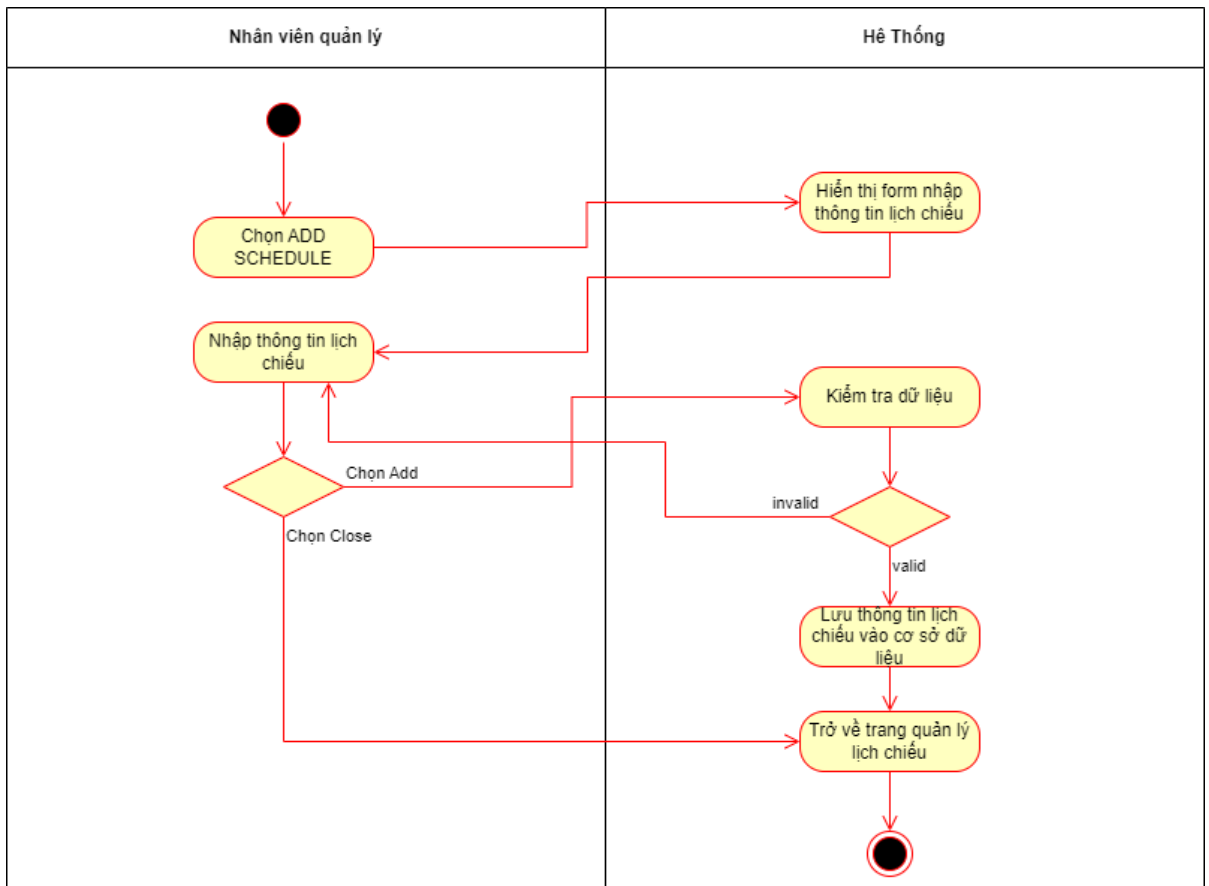 Nhân viên quản lý
Hê Thống
Hiển thị form nhập
thông tin lịch chiếu
Chọn ADD
SCHEDULE
Nhập thông tin lịch
chiếu
Kiểm tra dữ liệu
Chọn Add
invalid
Chọn Close
valid
Lưu thông tin lịch
chiếu vào cơ sở dữ
liệu
Trở về trang quản lý
lịch chiếu